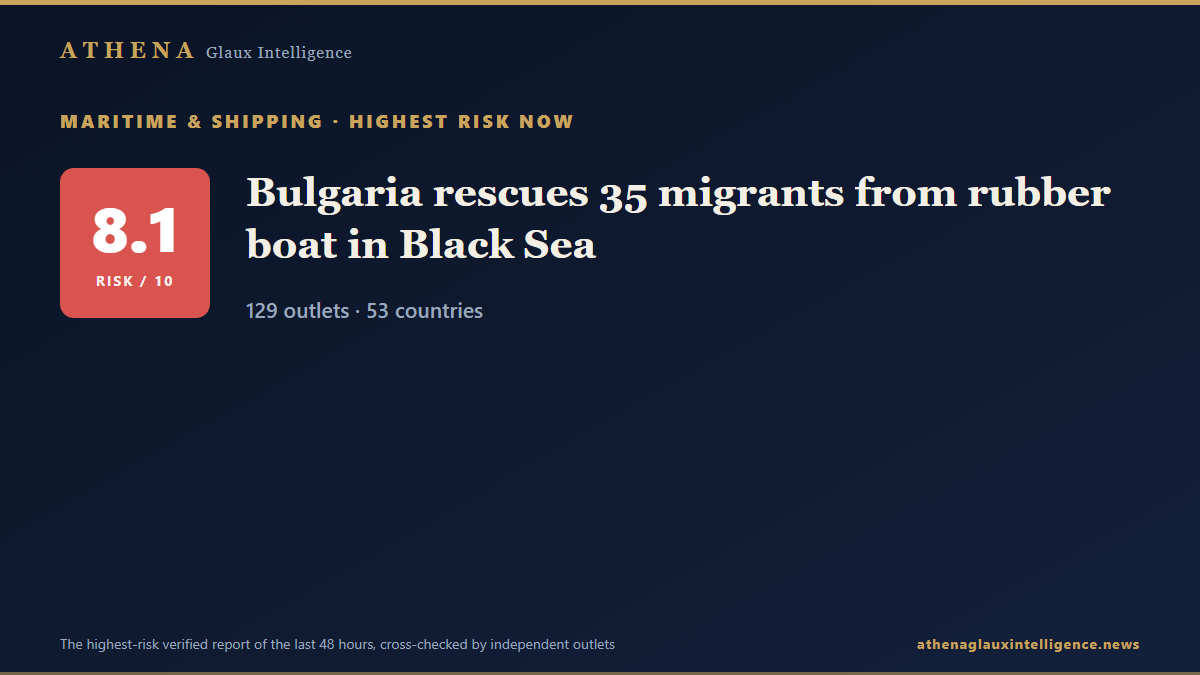 ATHENA Glaux Intelligence
MARITIME & SHIPPING · HIGHEST RISK NOW
8.1
RISK / 10
Bulgaria rescues 35 migrants from rubber
boat in Black Sea
129 outlets · 53 countries
The highest-risk verified report of the last 48 hours, cross-checked by independent outlets
athenaglauxintelligence.news